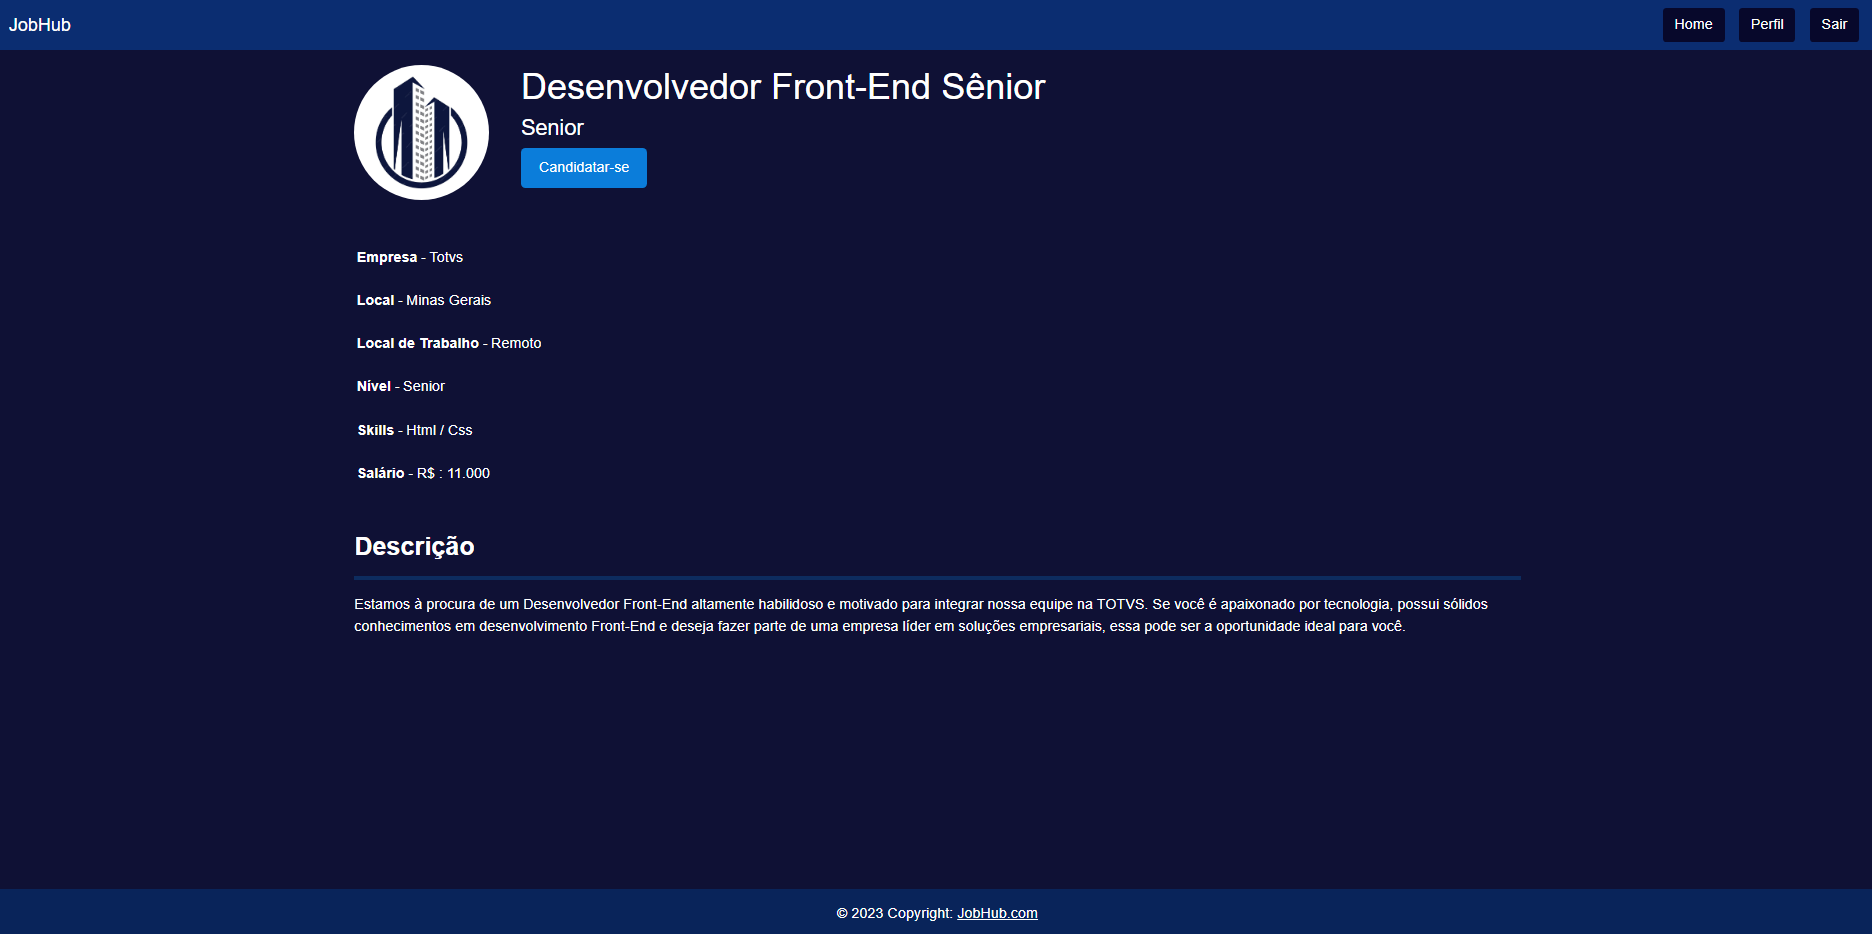 JobHub
Home
Perfil
Sair
Desenvolvedor Front-End Sênior
Senior
Candidatar-se
Empresa - Totvs
Local - Minas Gerais
Local de Trabalho - Remoto
Nível - Senior
Skills - Html / Css
Salário - R$ : 11.000
Descrição
Estamos à procura de um Desenvolvedor Front-End altamente habilidoso e motivado para integrar nossa equipe na TOTVS. Se você é apaixonado por tecnologia, possui sólidos
conhecimentos em desenvolvimento Front-End e deseja fazer parte de uma empresa líder em soluções empresariais, essa pode ser a oportunidade ideal para você.
© 2023 Copyright: JobHub.com